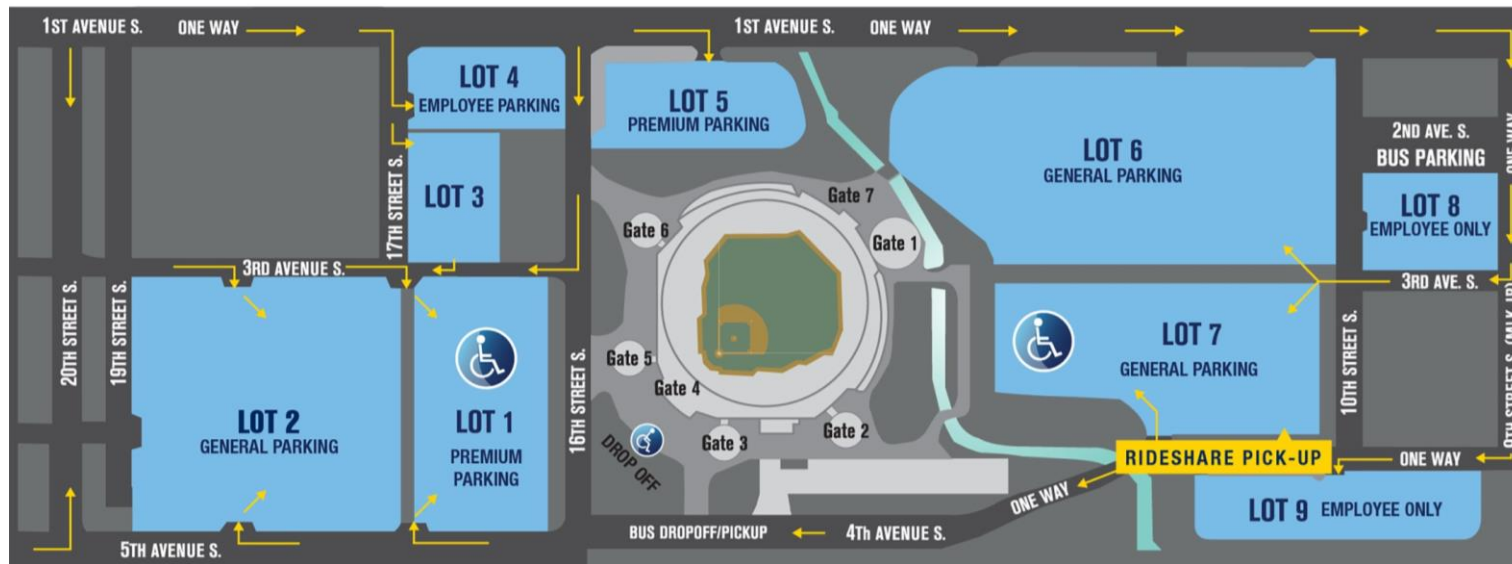 1ST AVENUE S. ONE WAY
1ST AVENUE S. ONE WAY
LOT 4
EMPLOYEE PARKING
LOT 5
PREMIUM PARKING
LOT 6
GENERAL PARKING
2ND AVE. S.
BUS PARKING
ONE WAY
LOT 3
17TH STREET S.
LOT 8
EMPLOYEE ONLY
Gate 7
Gate 6
Gate 1
3RD AVENUE S.
3RD AVE. S.
20TH STREET S.
19TH STREET S.
16TH STREET S.
10TH STREET S.
LOT 7
GENERAL PARKING
Gate 5
Gate 4
Gate 3
Gate 2
DROP OFF
LOT 2
GENERAL PARKING
LOT 1
PREMIUM
PARKING
RIDESHARE PICK-UP
ONE WAY
ONE WAY
LOT 9 EMPLOYEE ONLY
BUS DROPOFF/PICKUP
4Th AVENUE S.
5TH AVENUE S.